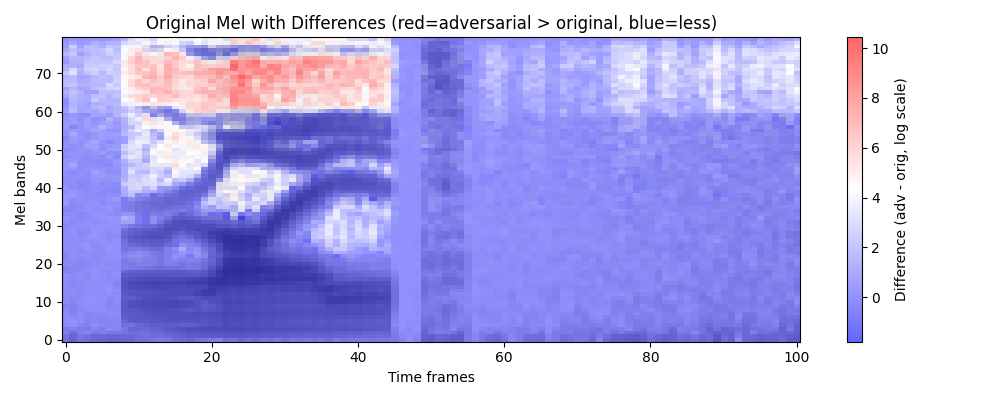 Original Mel with Differences (red=adversarial > original, blue=less)
Mel bands
70
60
50
40
30
20
10
0
0 20 40 60 80 100
Time frames
10
8
6
4
2
0
Difference (adv - orig, log scale)